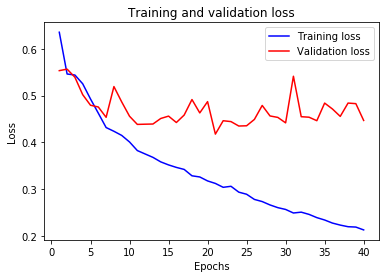 Training and validation loss
Training loss
Validation loss
0.6
0.5
0.4
0.3
0.2
Loss
0 5 10 15 20 25 30 35 40
Epochs